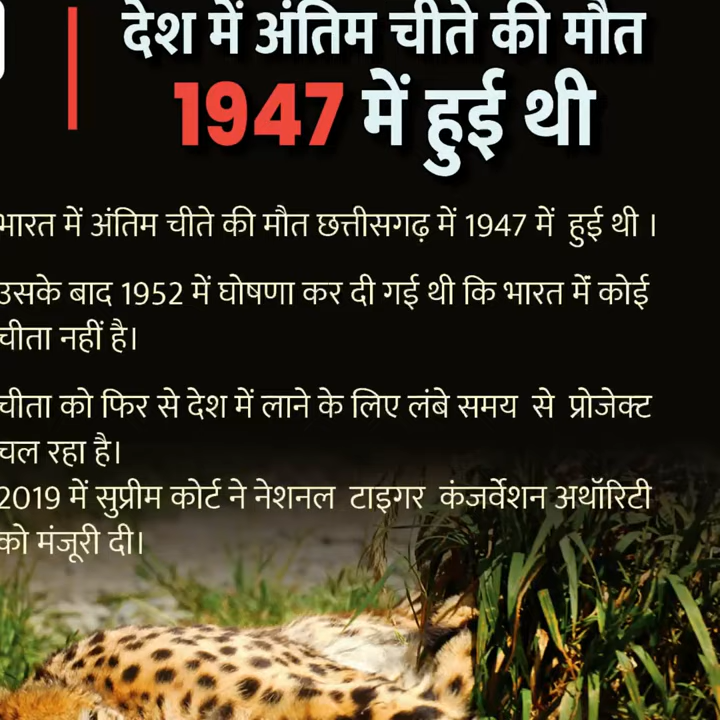 देश में अंतिम चीते की मौत
1947 में हुई थी
भारत में अंतिम चीते की मौत छत्तीसगढ़ में 1947 में हुई थी ।
उसके बाद 1952 में घोषणा कर दी गई थी कि भारत में कोई
चीता नहीं है।
चीता को फिर से देश में लाने के लिए लंबे समय से प्रोजेक्ट
चल रहा है।
2019 में सुप्रीम कोर्ट ने नेशनल टाइगर कंजर्वेशन अथॉरिटी
को मंजूरी दी।